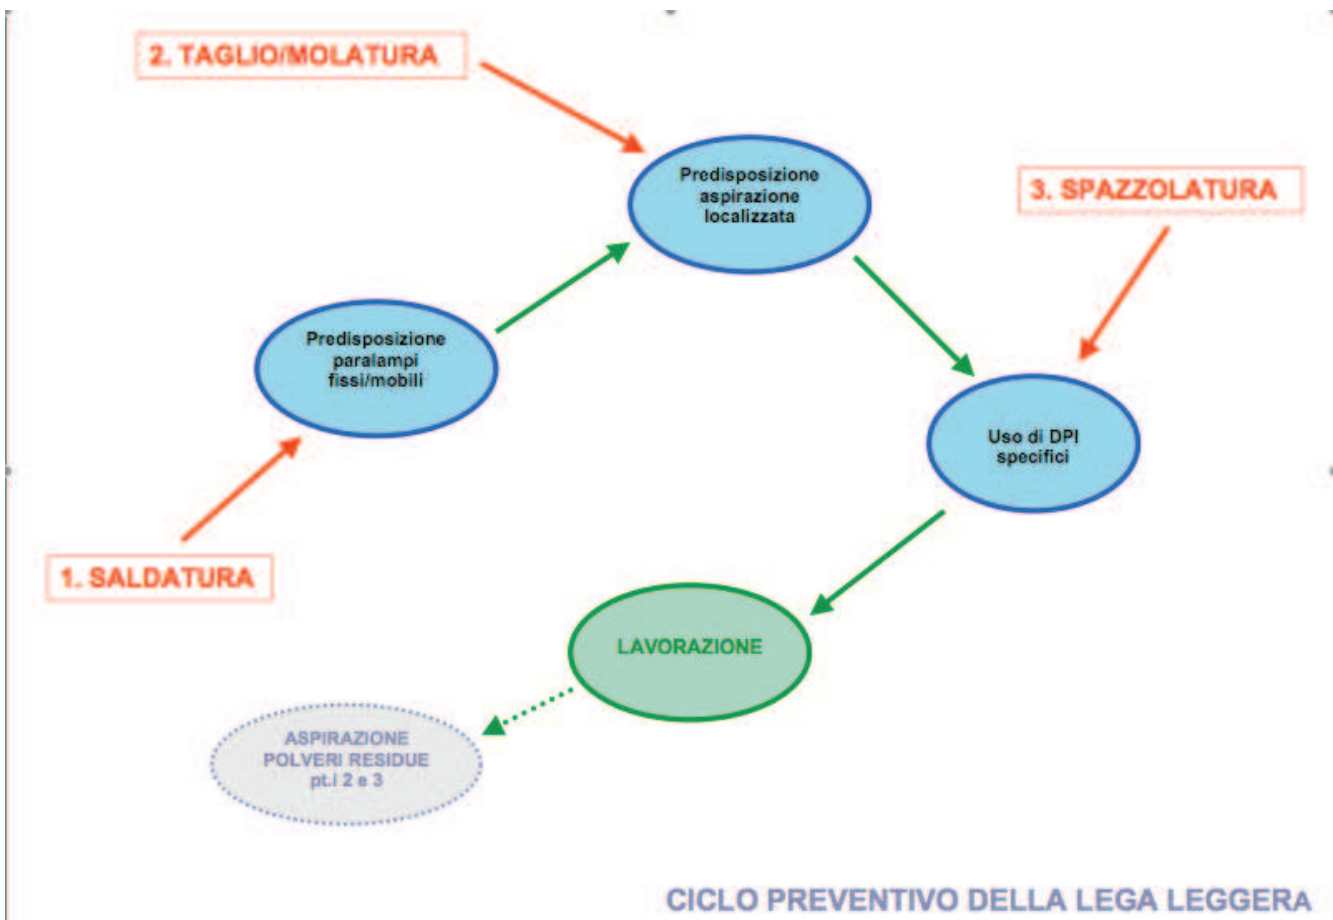 2. TAGLIO/MOLATURA
Predisposizione
aspirazione
localizzata
3. SPAZZOLATURA
Predisposizione
paralampi
fissi/mobili
Uso di DPI
specifici
1. SALDATURA
LAVORAZIONE
ASPIRAZIONE
POLVERI RESIDUE
pt.i 2 e 3
CICLO PREVENTIVO DELLA LEGA LEGGERA